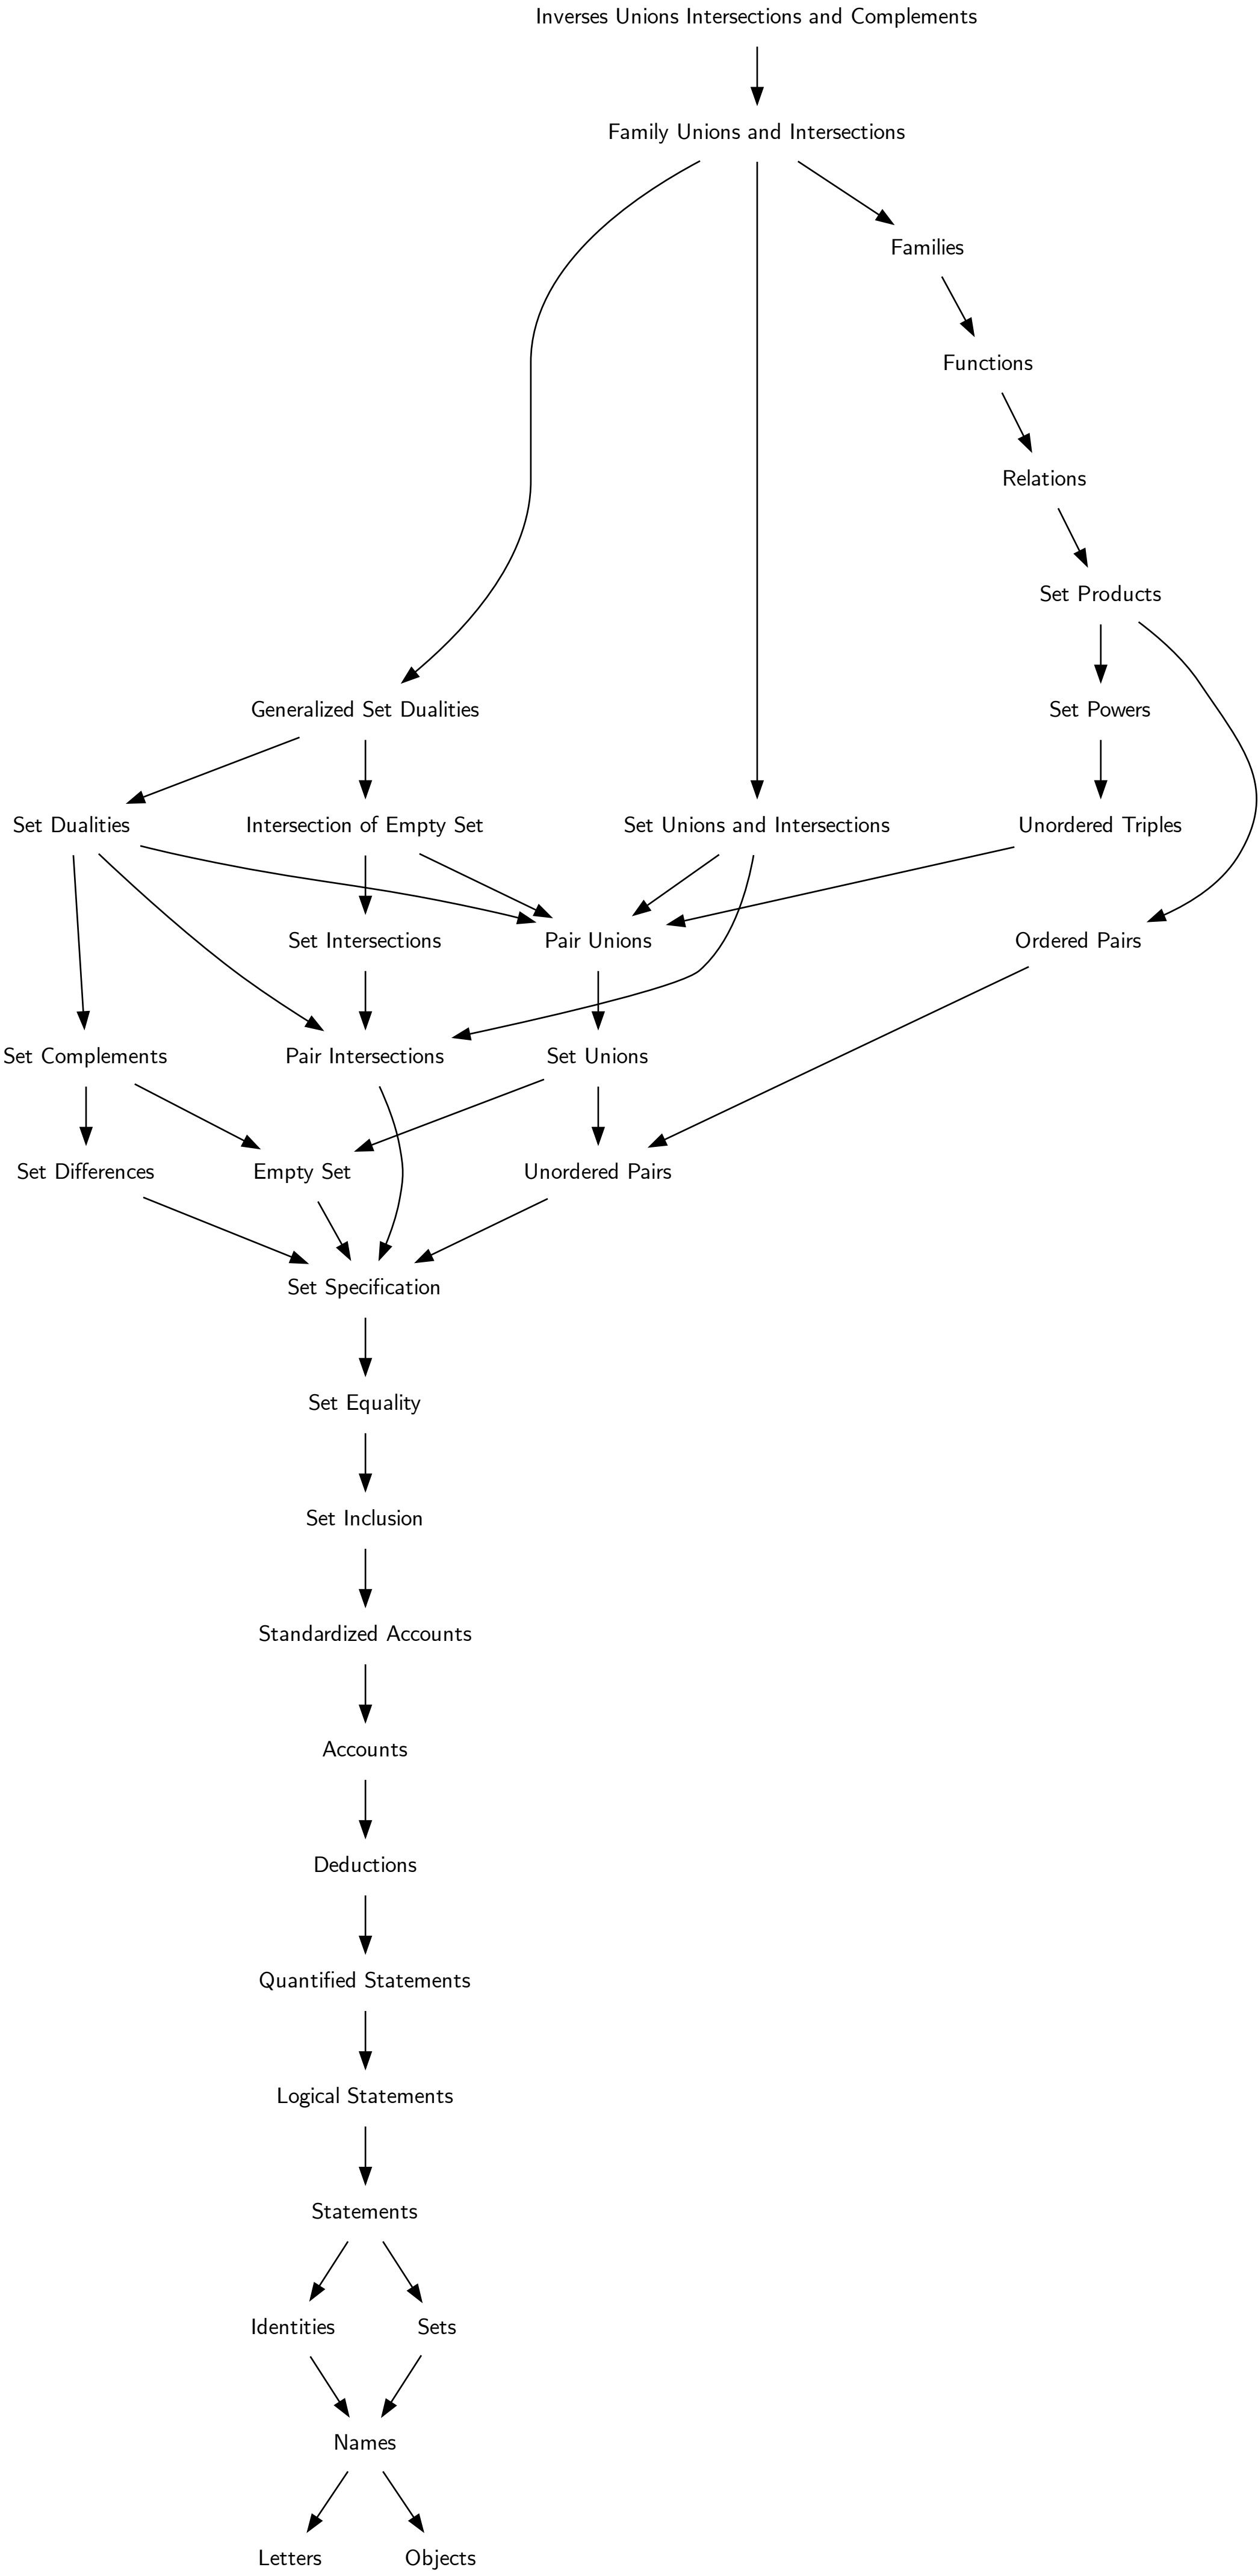 Inverses Unions Intersections and Complements
Family Unions and Intersections
Families
Functions
Relations
Set Products
Generalized Set Dualities
Set Powers
Set Dualities
Intersection of Empty Set
Set Unions and Intersections
Unordered Triples
Set Intersections
Pair Unions
Ordered Pairs
Set Complements
Pair Intersections
Set Unions
Set Differences
Empty Set
Unordered Pairs
Set Specification
Set Equality
Set Inclusion
Standardized Accounts
Accounts
Deductions
Quantified Statements
Logical Statements
Statements
Identities
Sets
Names
Letters
Objects